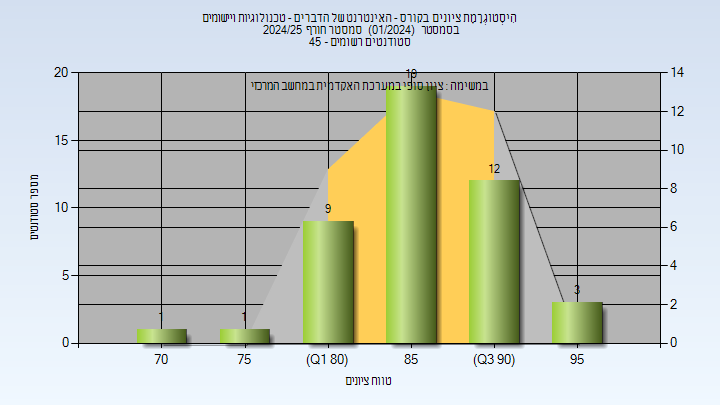 היסטוגרמת ציונים בקורס - האינטרנט של הדברים - טכנולוגיות ויישומים
בסמסטר (01/2024) סמסטר חורף 2024/25
סטודנטים רשומים - 45
במשימה : ציון סופי במערכת האקדמית במחשב המרכזי
מספר סטודנטים
20
15
10
5
0
14
12
10
8
6
4
2
0
1
1
9
19
12
3
70
75
(Q1 80)
85
(Q3 90)
95
טווח ציונים